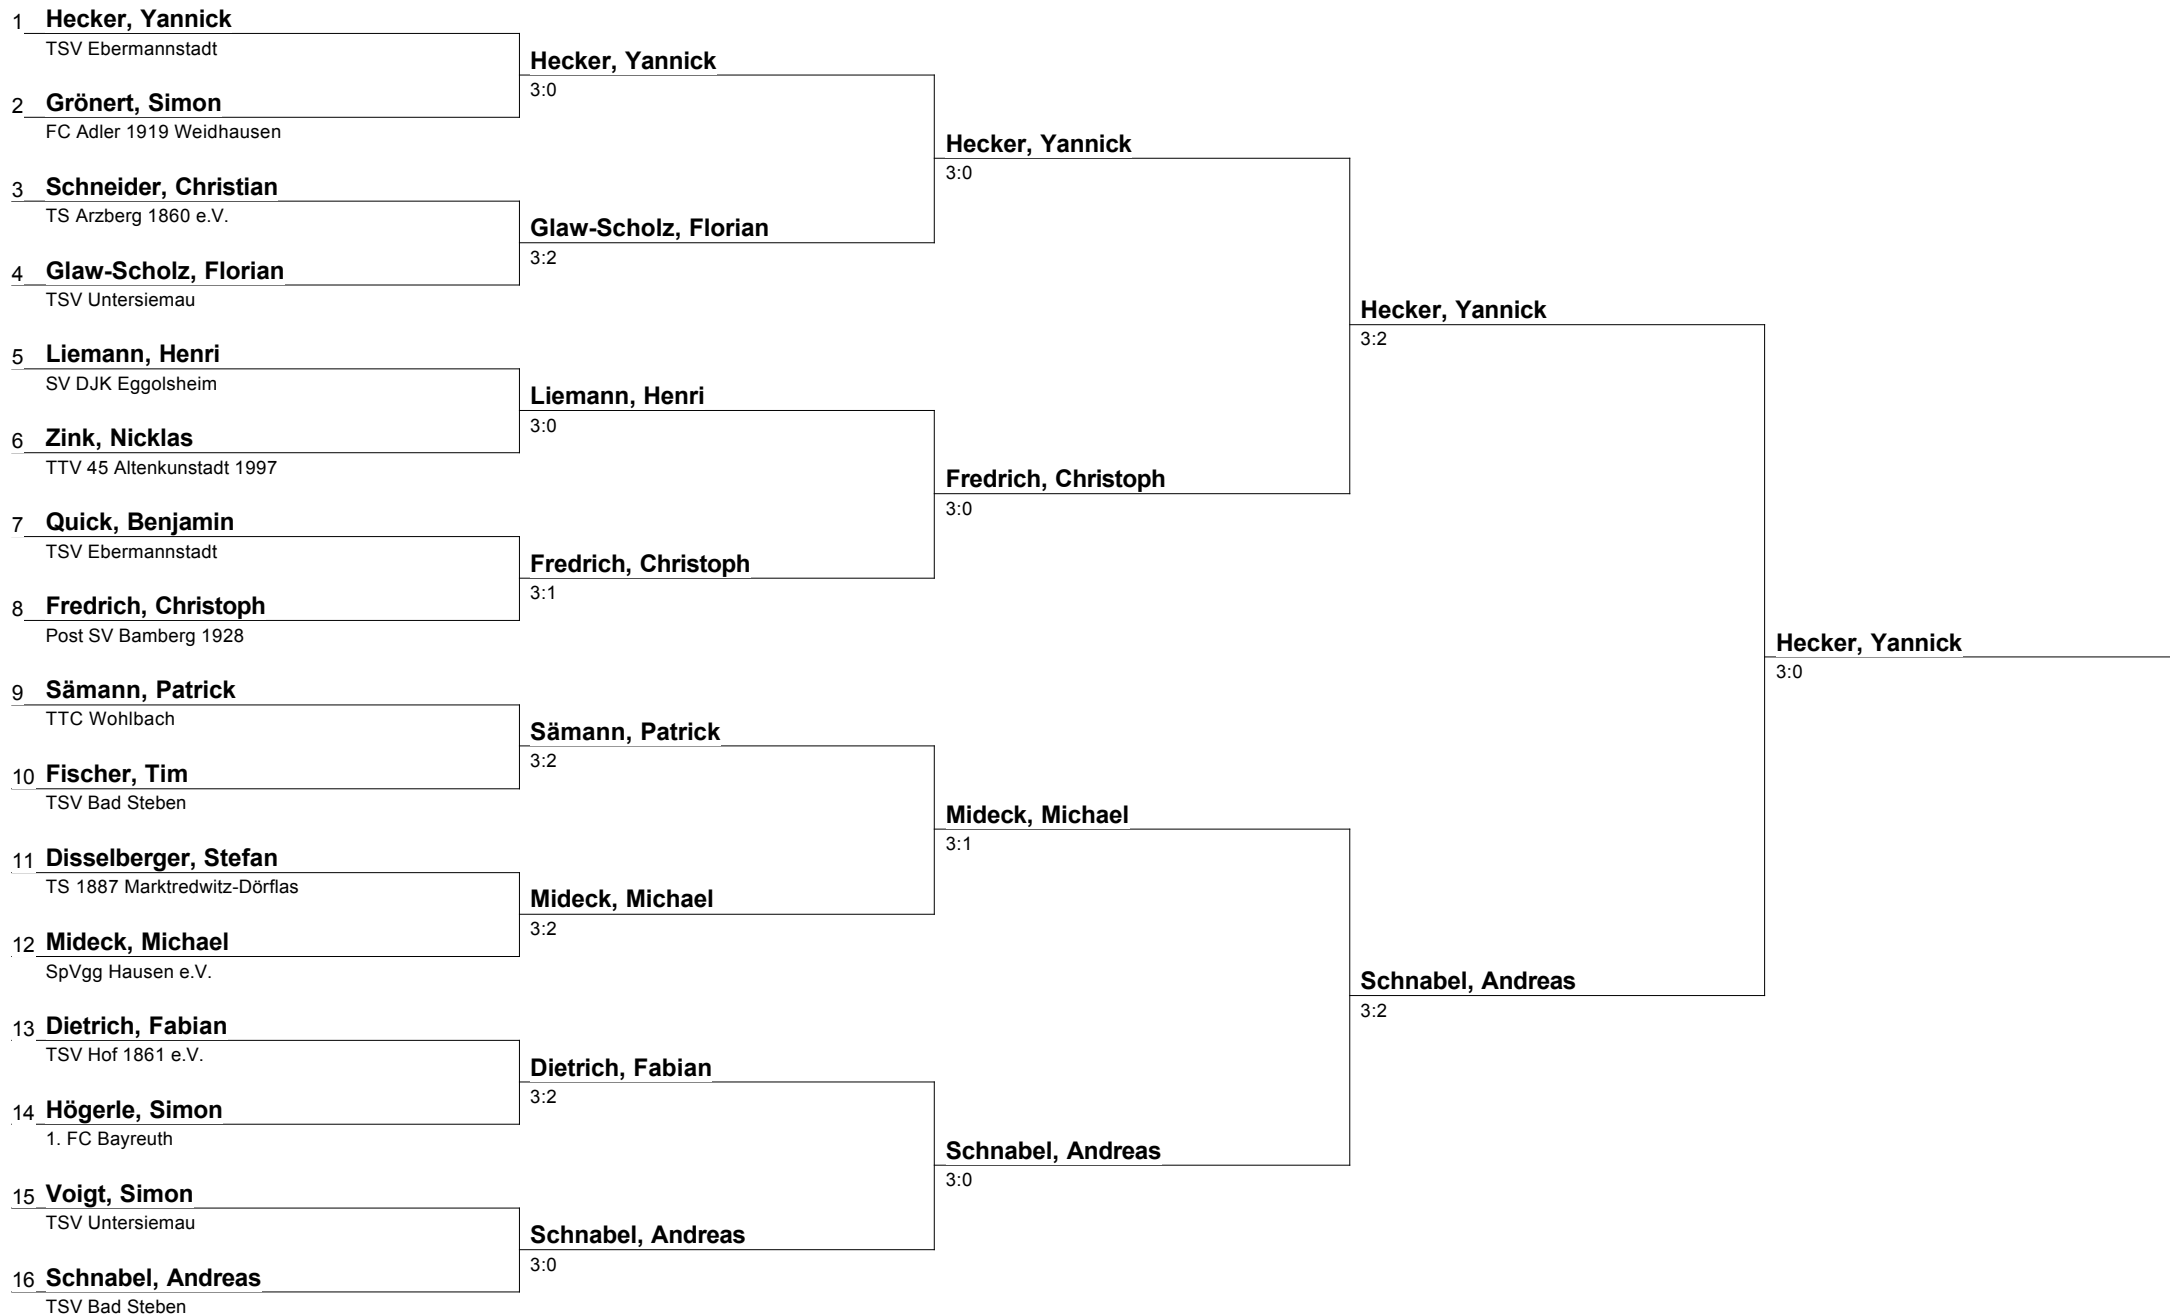 1 Hecker, Yannick
TSV Ebermannstadt
2 Grönert, Simon
FC Adler 1919 Weidhausen
3 Schneider, Christian
TS Arzberg 1860 e.V.
4 Glaw-Scholz, Florian
TSV Untersiemau
5 Liemann, Henri
SV DJK Eggolsheim
6 Zink, Nicklas
TTV 45 Altenkunstadt 1997
7 Quick, Benjamin
TSV Ebermannstadt
8 Fredrich, Christoph
Post SV Bamberg 1928
9 Sämann, Patrick
TTC Wohlbach
10 Fischer, Tim
TSV Bad Steben
11 Disselberger, Stefan
TS 1887 Marktredwitz-Dörflas
12 Mideck, Michael
SpVgg Hausen e.V.
13 Dietrich, Fabian
TSV Hof 1861 e.V.
14 Högerle, Simon
1. FC Bayreuth
15 Voigt, Simon
TSV Untersiemau
16 Schnabel, Andreas
TSV Bad Steben
Hecker, Yannick
3:0
Glaw-Scholz, Florian
3:2
Liemann, Henri
3:0
Fredrich, Christoph
3:1
Sämann, Patrick
3:2
Mideck, Michael
3:2
Dietrich, Fabian
3:2
Schnabel, Andreas
3:0
Hecker, Yannick
3:0
Fredrich, Christoph
3:0
Mideck, Michael
3:1
Schnabel, Andreas
3:0
Hecker, Yannick
3:2
Schnabel, Andreas
3:2
Hecker, Yannick
3:0